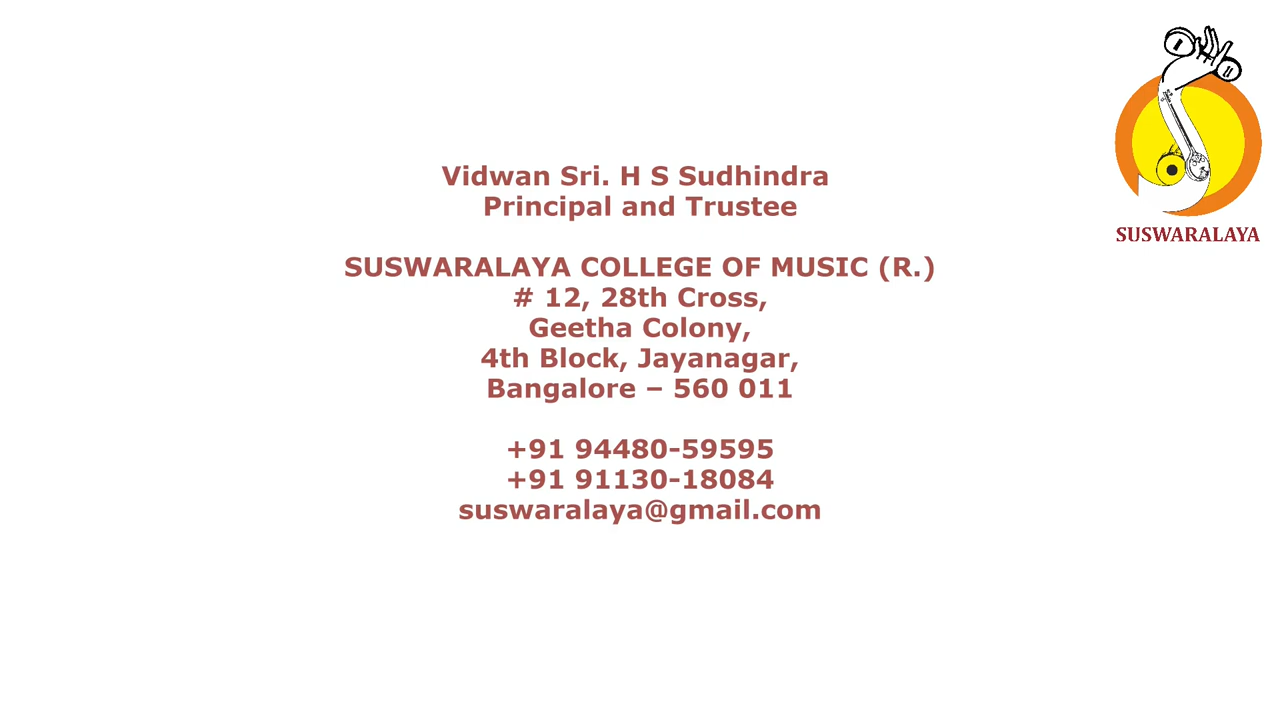 Vidwan Sri. H S Sudhindra
Principal and Trustee
SUSWARALAYA COLLEGE OF MUSIC (R.)
# 12, 28th Cross,
Geetha Colony,
4th Block, Jayanagar,
Bangalore – 560 011
+91 94480-59595
+91 91130-18084
suswaralaya@gmail.com
SUSWARALAYA